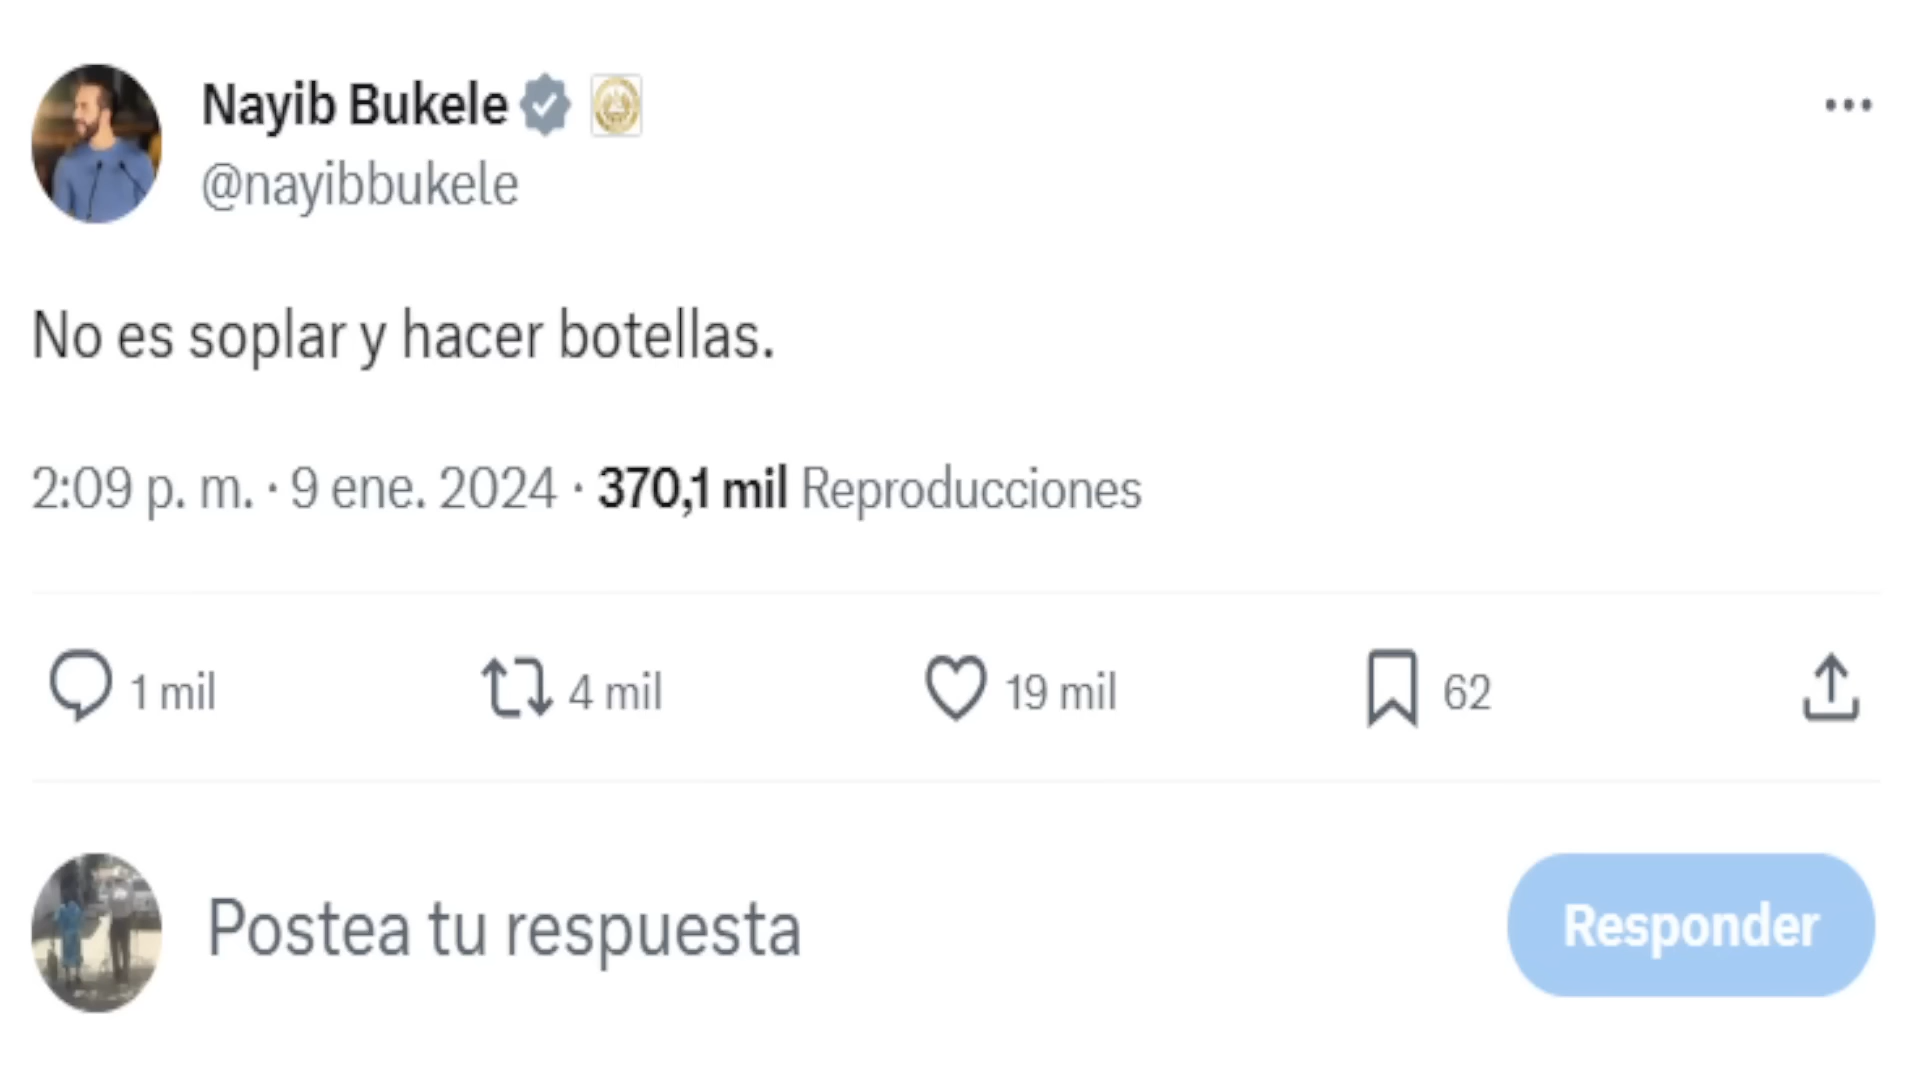 Nayib Bukele
@nayibbukele
No es soplar y hacer botellas.
2:09 p. m. · 9 ene. 2024 · 370,1 mil Reproducciones
1 mil 4 mil 19 mil 62
Postea tu respuesta Responder